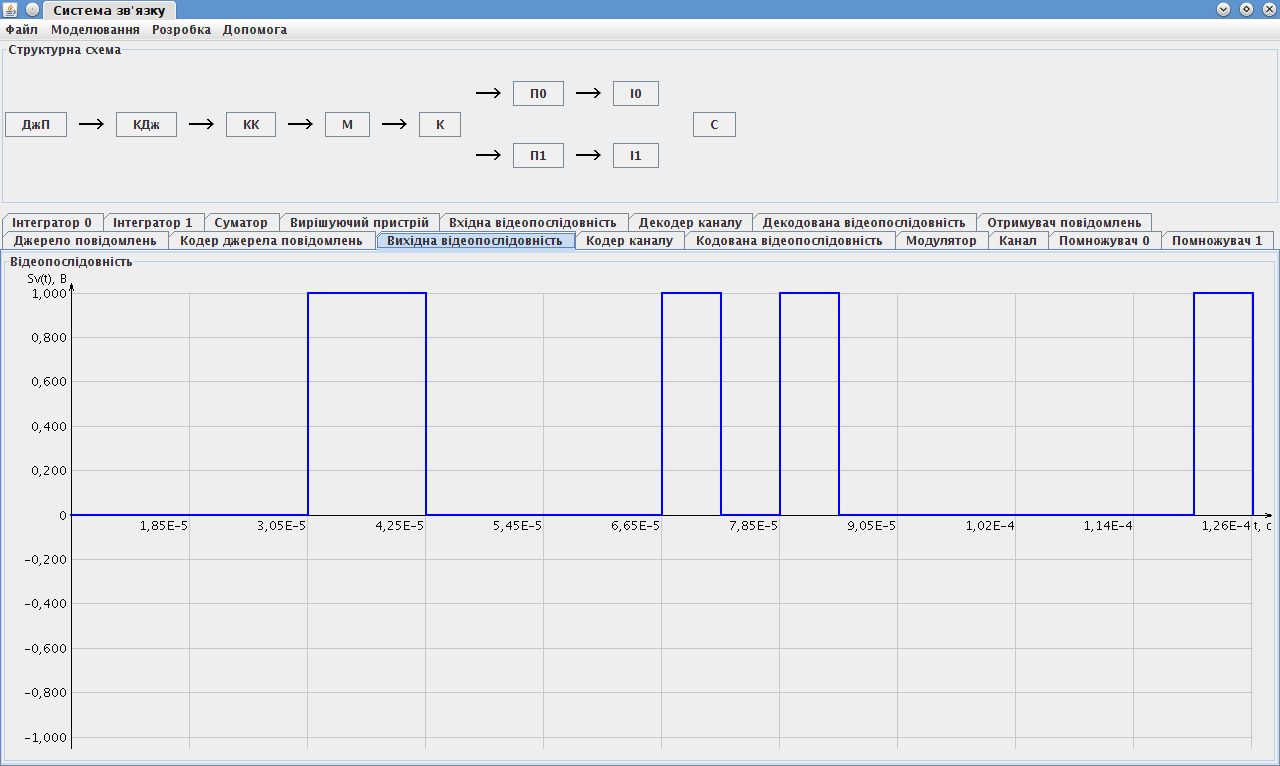 Система зв'язку
Файл Моделювання Розробка Допомога
Структурна схема
П0 І0
ДжП КДж КК М К С
П1 І1
Інтегратор 0 Інтегратор 1 Суматор Вирішуючий пристрій Вхідна відеопослідовність Декодер каналу Декодована відеопослідовність Отримувач повідомлень
Джерело повідомлень Кодер джерела повідомлень Вихідна відеопослідовність Кодер каналу Кодована відеопослідовність Модулятор Канал Помножувач 0 Помножувач 1
Відеопослідовність
Sv(t), В
1,000
0,800
0,600
0,400
0,200
0
1,85E-5 3,05E-5 4,25E-5 5,45E-5 6,65E-5 7,85E-5 9,05E-5 1,02E-4 1,14E-4 1,26E-4 t, с
-0,200
-0,400
-0,600
-0,800
-1,000